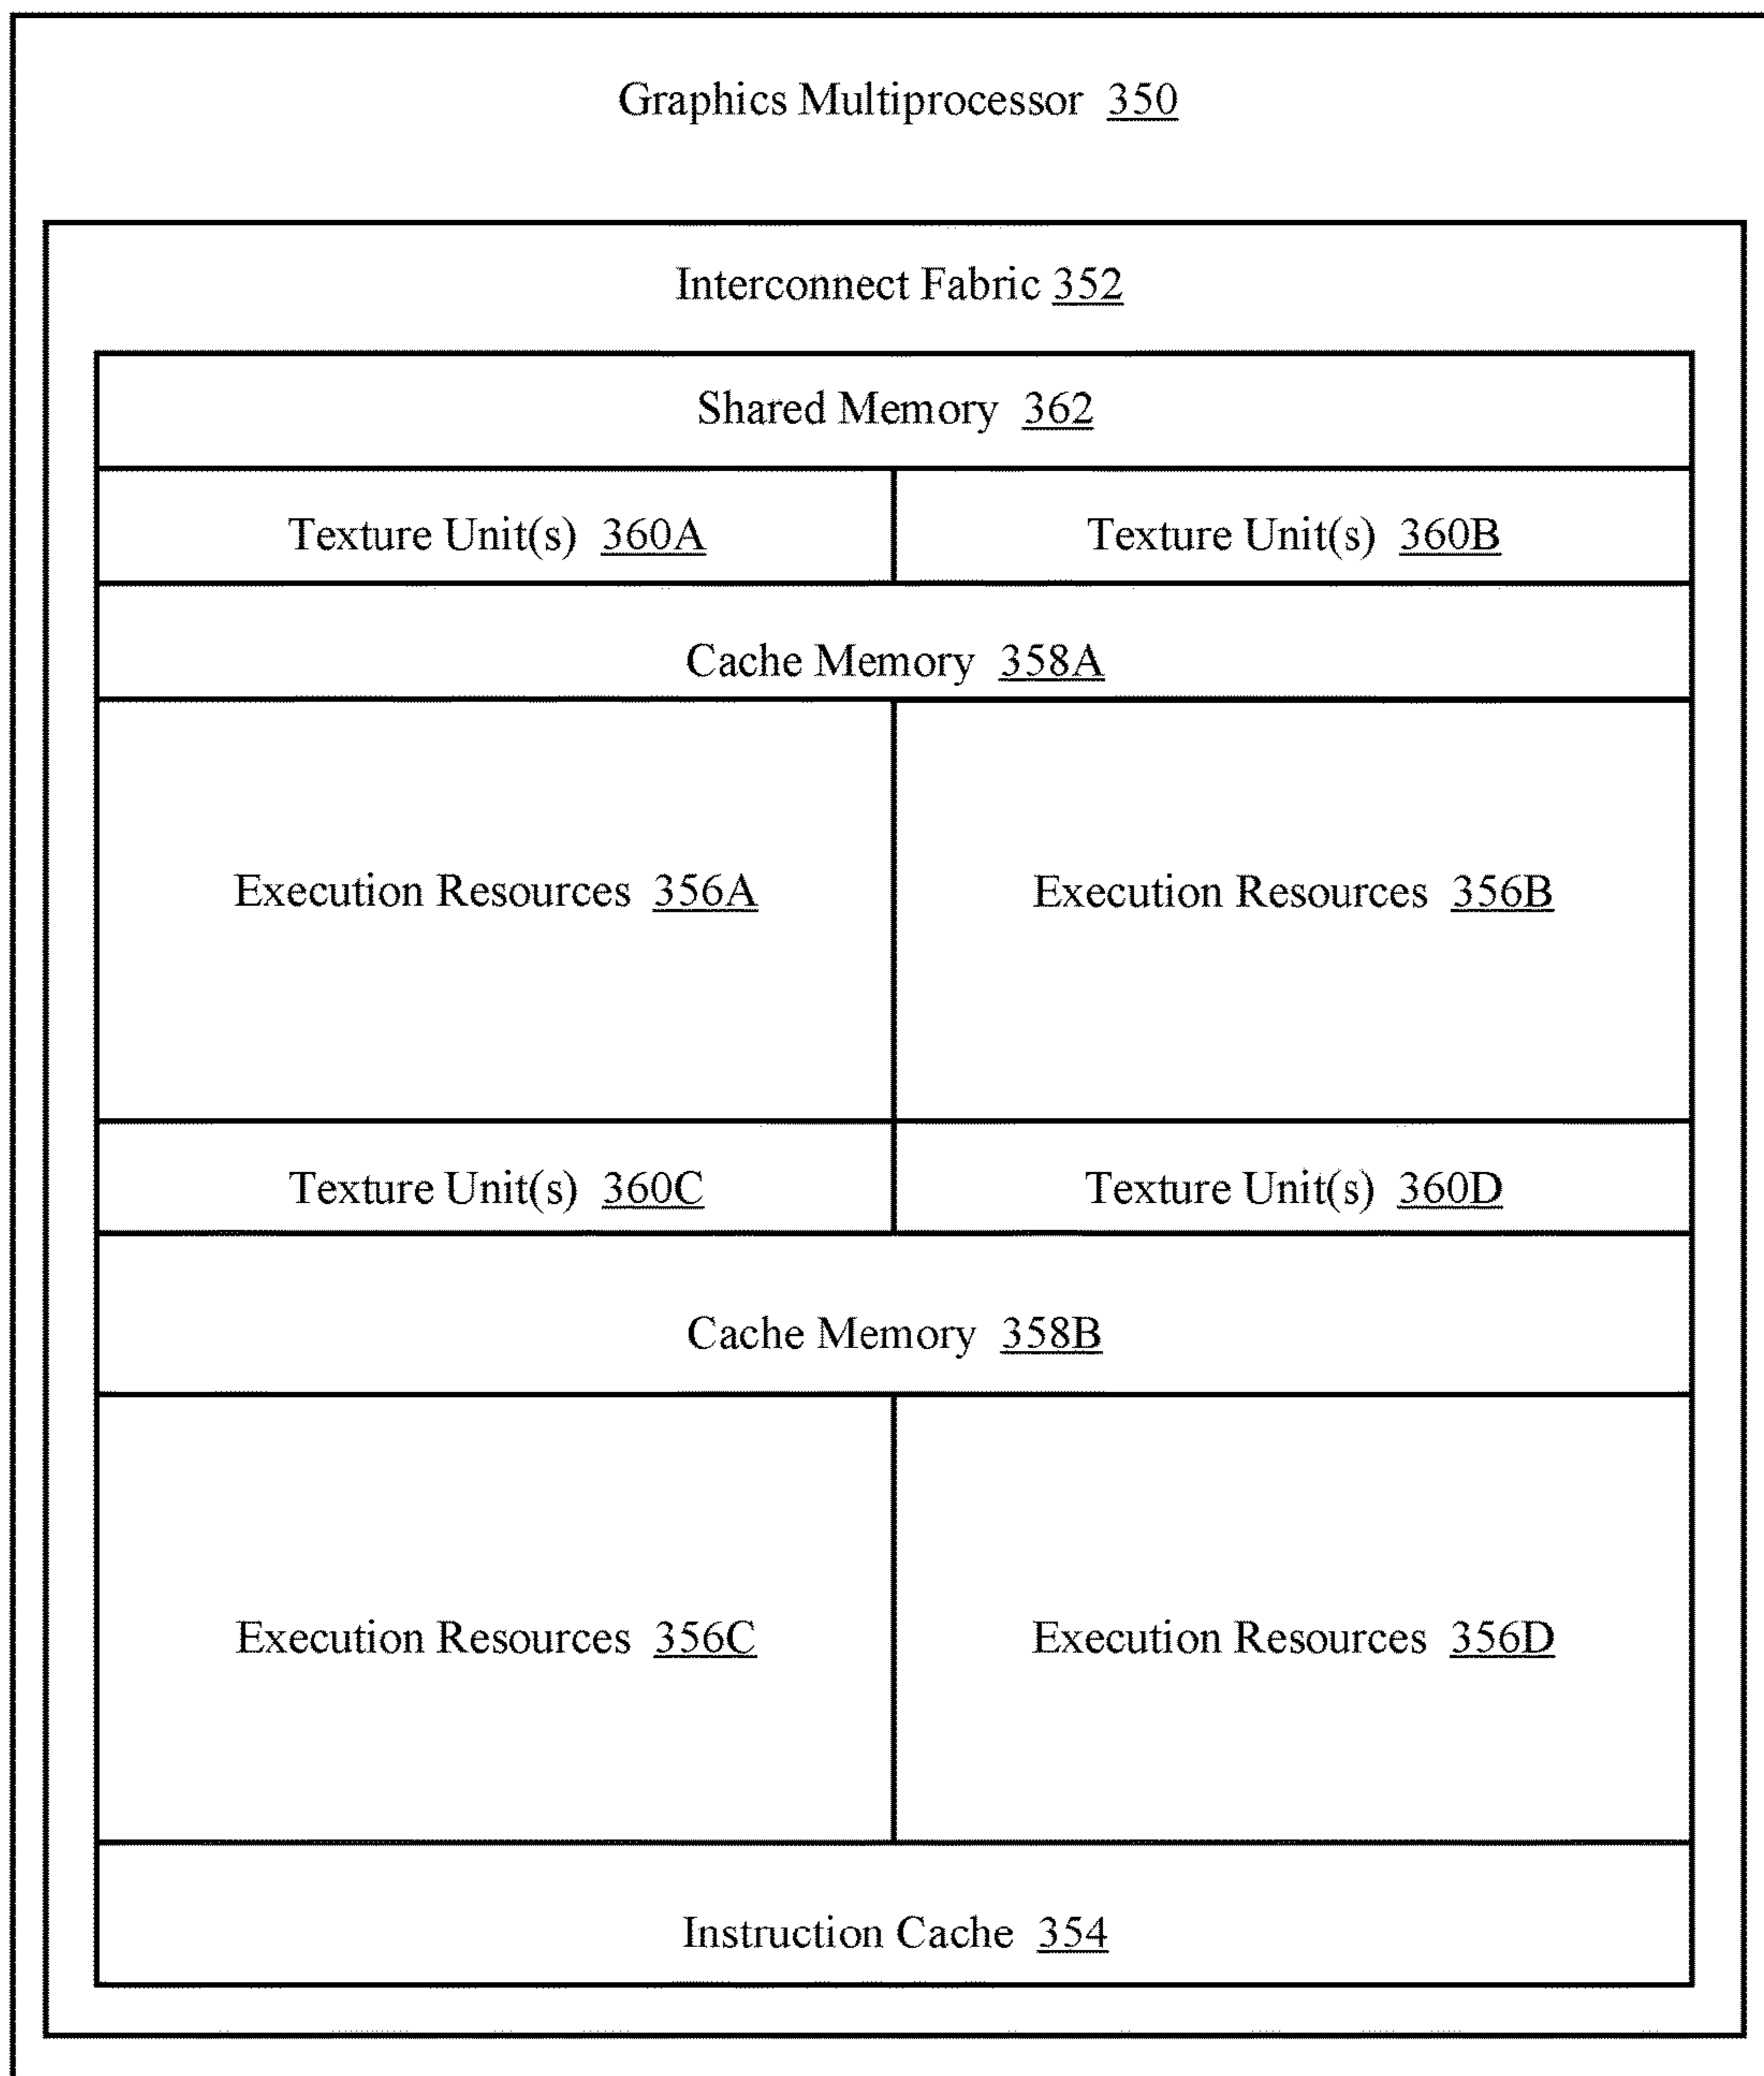 Graphics Multiprocessor 350
Interconnect Fabric 352
Shared Memory 362
Texture Unit(s) 360A
Texture Unit(s) 360B
Cache Memory 358A
Execution Resources 356A
Execution Resources 356B
Texture Unit(s) 360C
Texture Unit(s) 360D
Cache Memory 358B
Execution Resources 356C
Execution Resources 356D
Instruction Cache 354